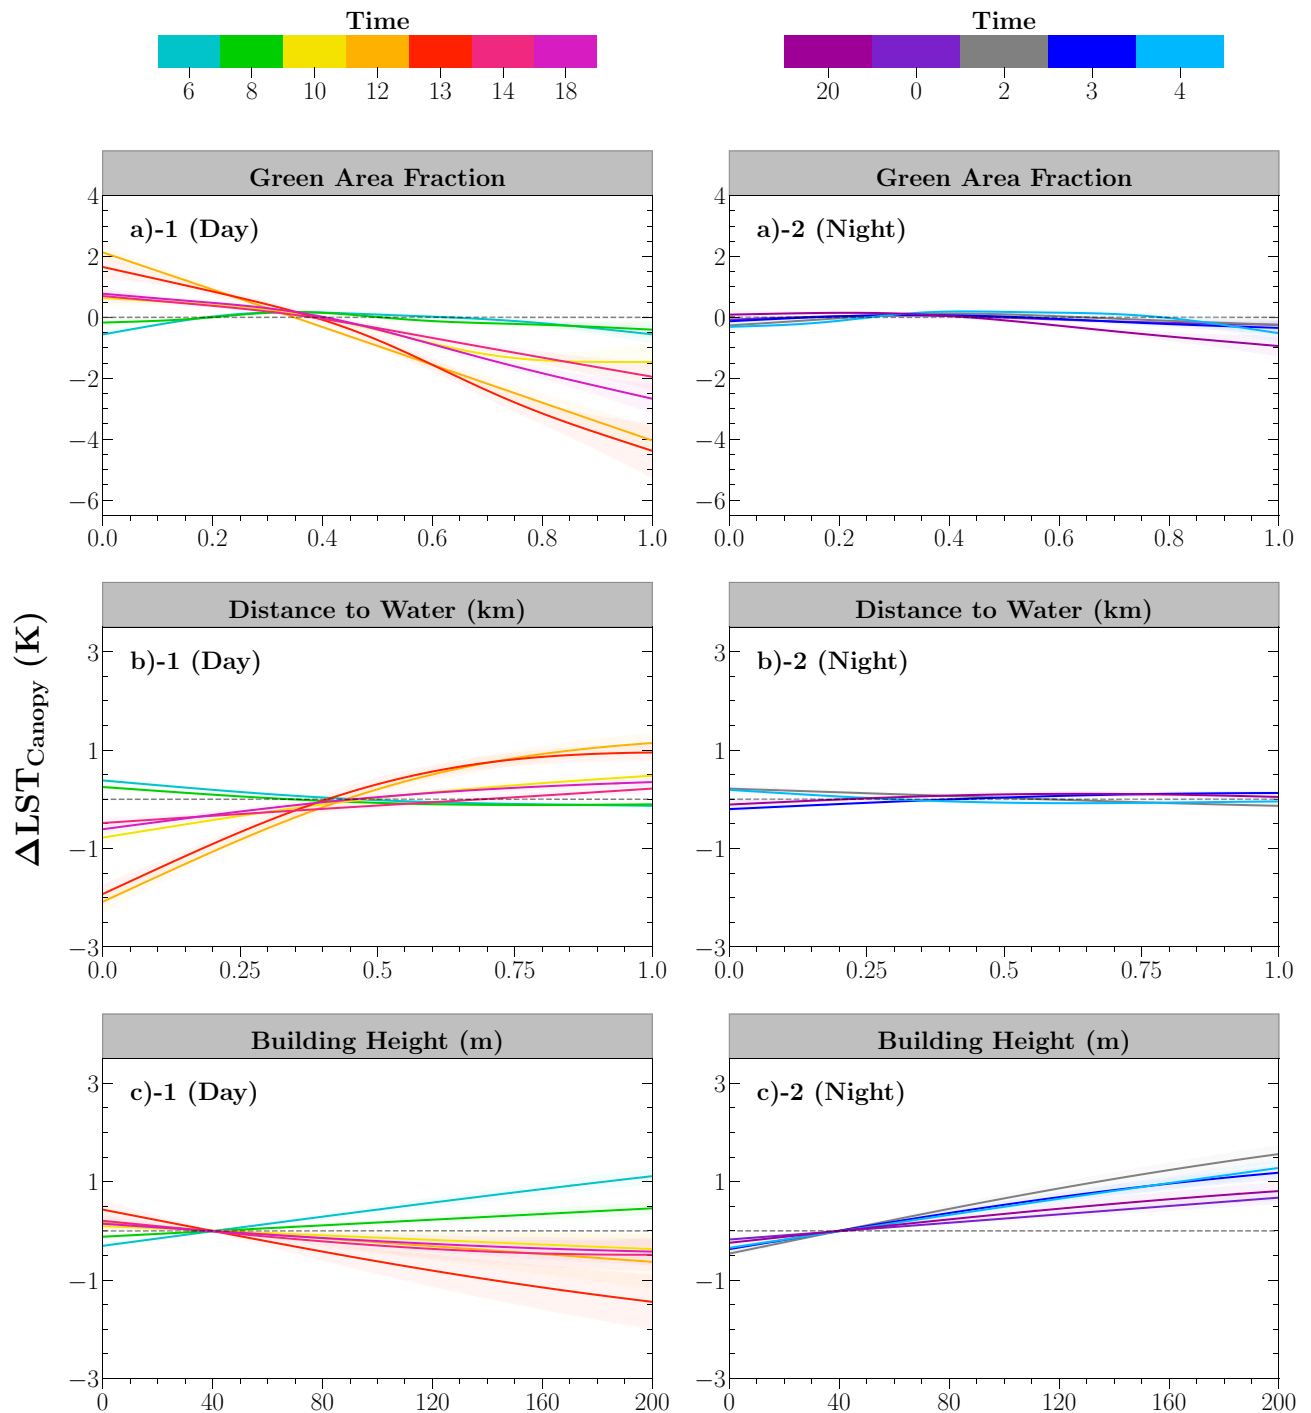 Time
6 8 10 12 13 14 18
Time
20 0 2 3 4
ΔLST_Canopy (K)
Green Area Fraction
a)-1 (Day)
4
2
0
−2
−4
−6
0.0 0.2 0.4 0.6 0.8 1.0
Green Area Fraction
a)-2 (Night)
4
2
0
−2
−4
−6
0.0 0.2 0.4 0.6 0.8 1.0
Distance to Water (km)
b)-1 (Day)
3
1
−1
−3
0.0 0.25 0.5 0.75 1.0
Distance to Water (km)
b)-2 (Night)
3
1
−1
−3
0.0 0.25 0.5 0.75 1.0
Building Height (m)
c)-1 (Day)
3
1
−1
−3
0 40 80 120 160 200
Building Height (m)
c)-2 (Night)
3
1
−1
−3
0 40 80 120 160 200